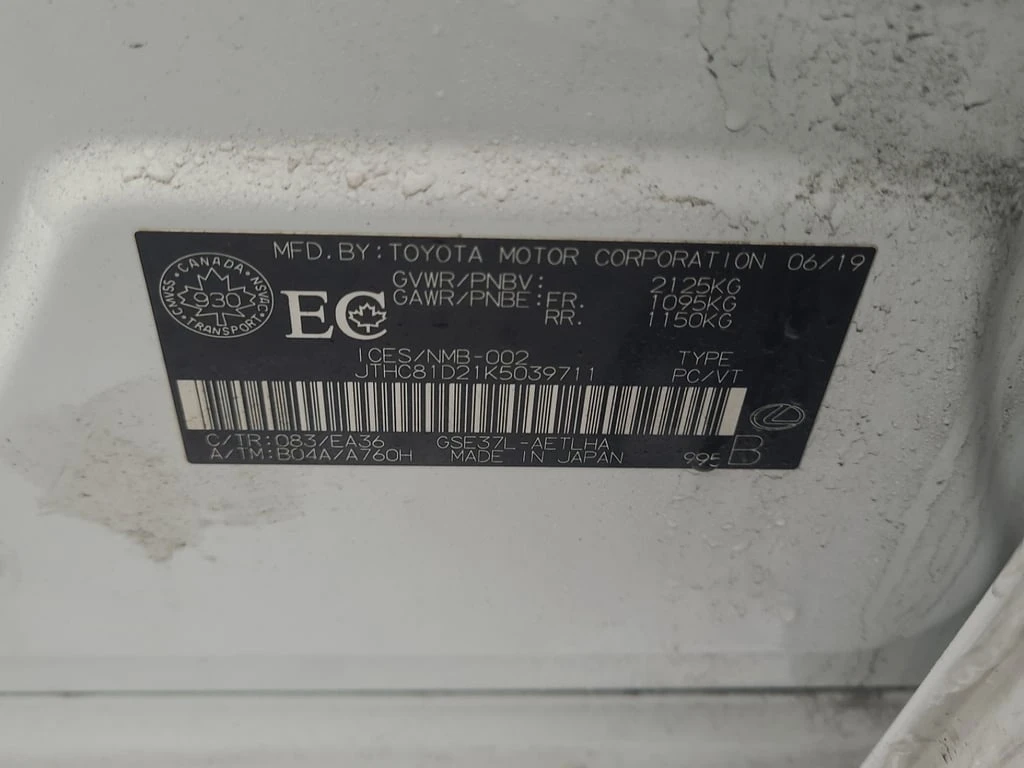 MFD.BY:TOYOTA MOTOR CORPORATION 06/19
CANADA
930
TRANSPORT
GVWR/PNBV: 2125KG
GAWR/PNBE:FR. 1095KG
RR. 1150KG
EC
ICES/NMB-002 TYPE
JTHC81D21K5039711 PC/VT
C/TR:083/EA36 GSE37L-AETLHA
A/TM:B04A/A760H MADE IN JAPAN 995 B